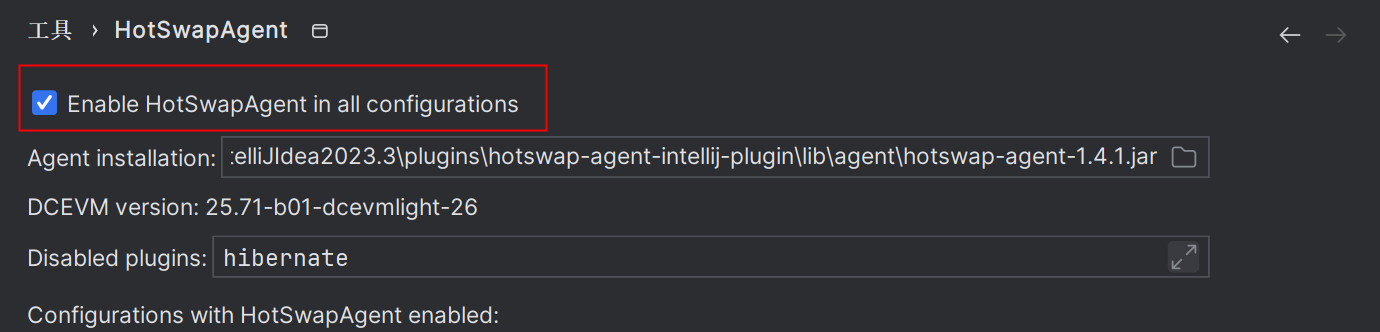 工具 › HotSwapAgent
Enable HotSwapAgent in all configurations
Agent installation: telliJIdea2023.3\plugins\hotswap-agent-intellij-plugin\lib\agent\hotswap-agent-1.4.1.jar
DCEVM version: 25.71-b01-dcevmlight-26
Disabled plugins: hibernate
Configurations with HotSwapAgent enabled: